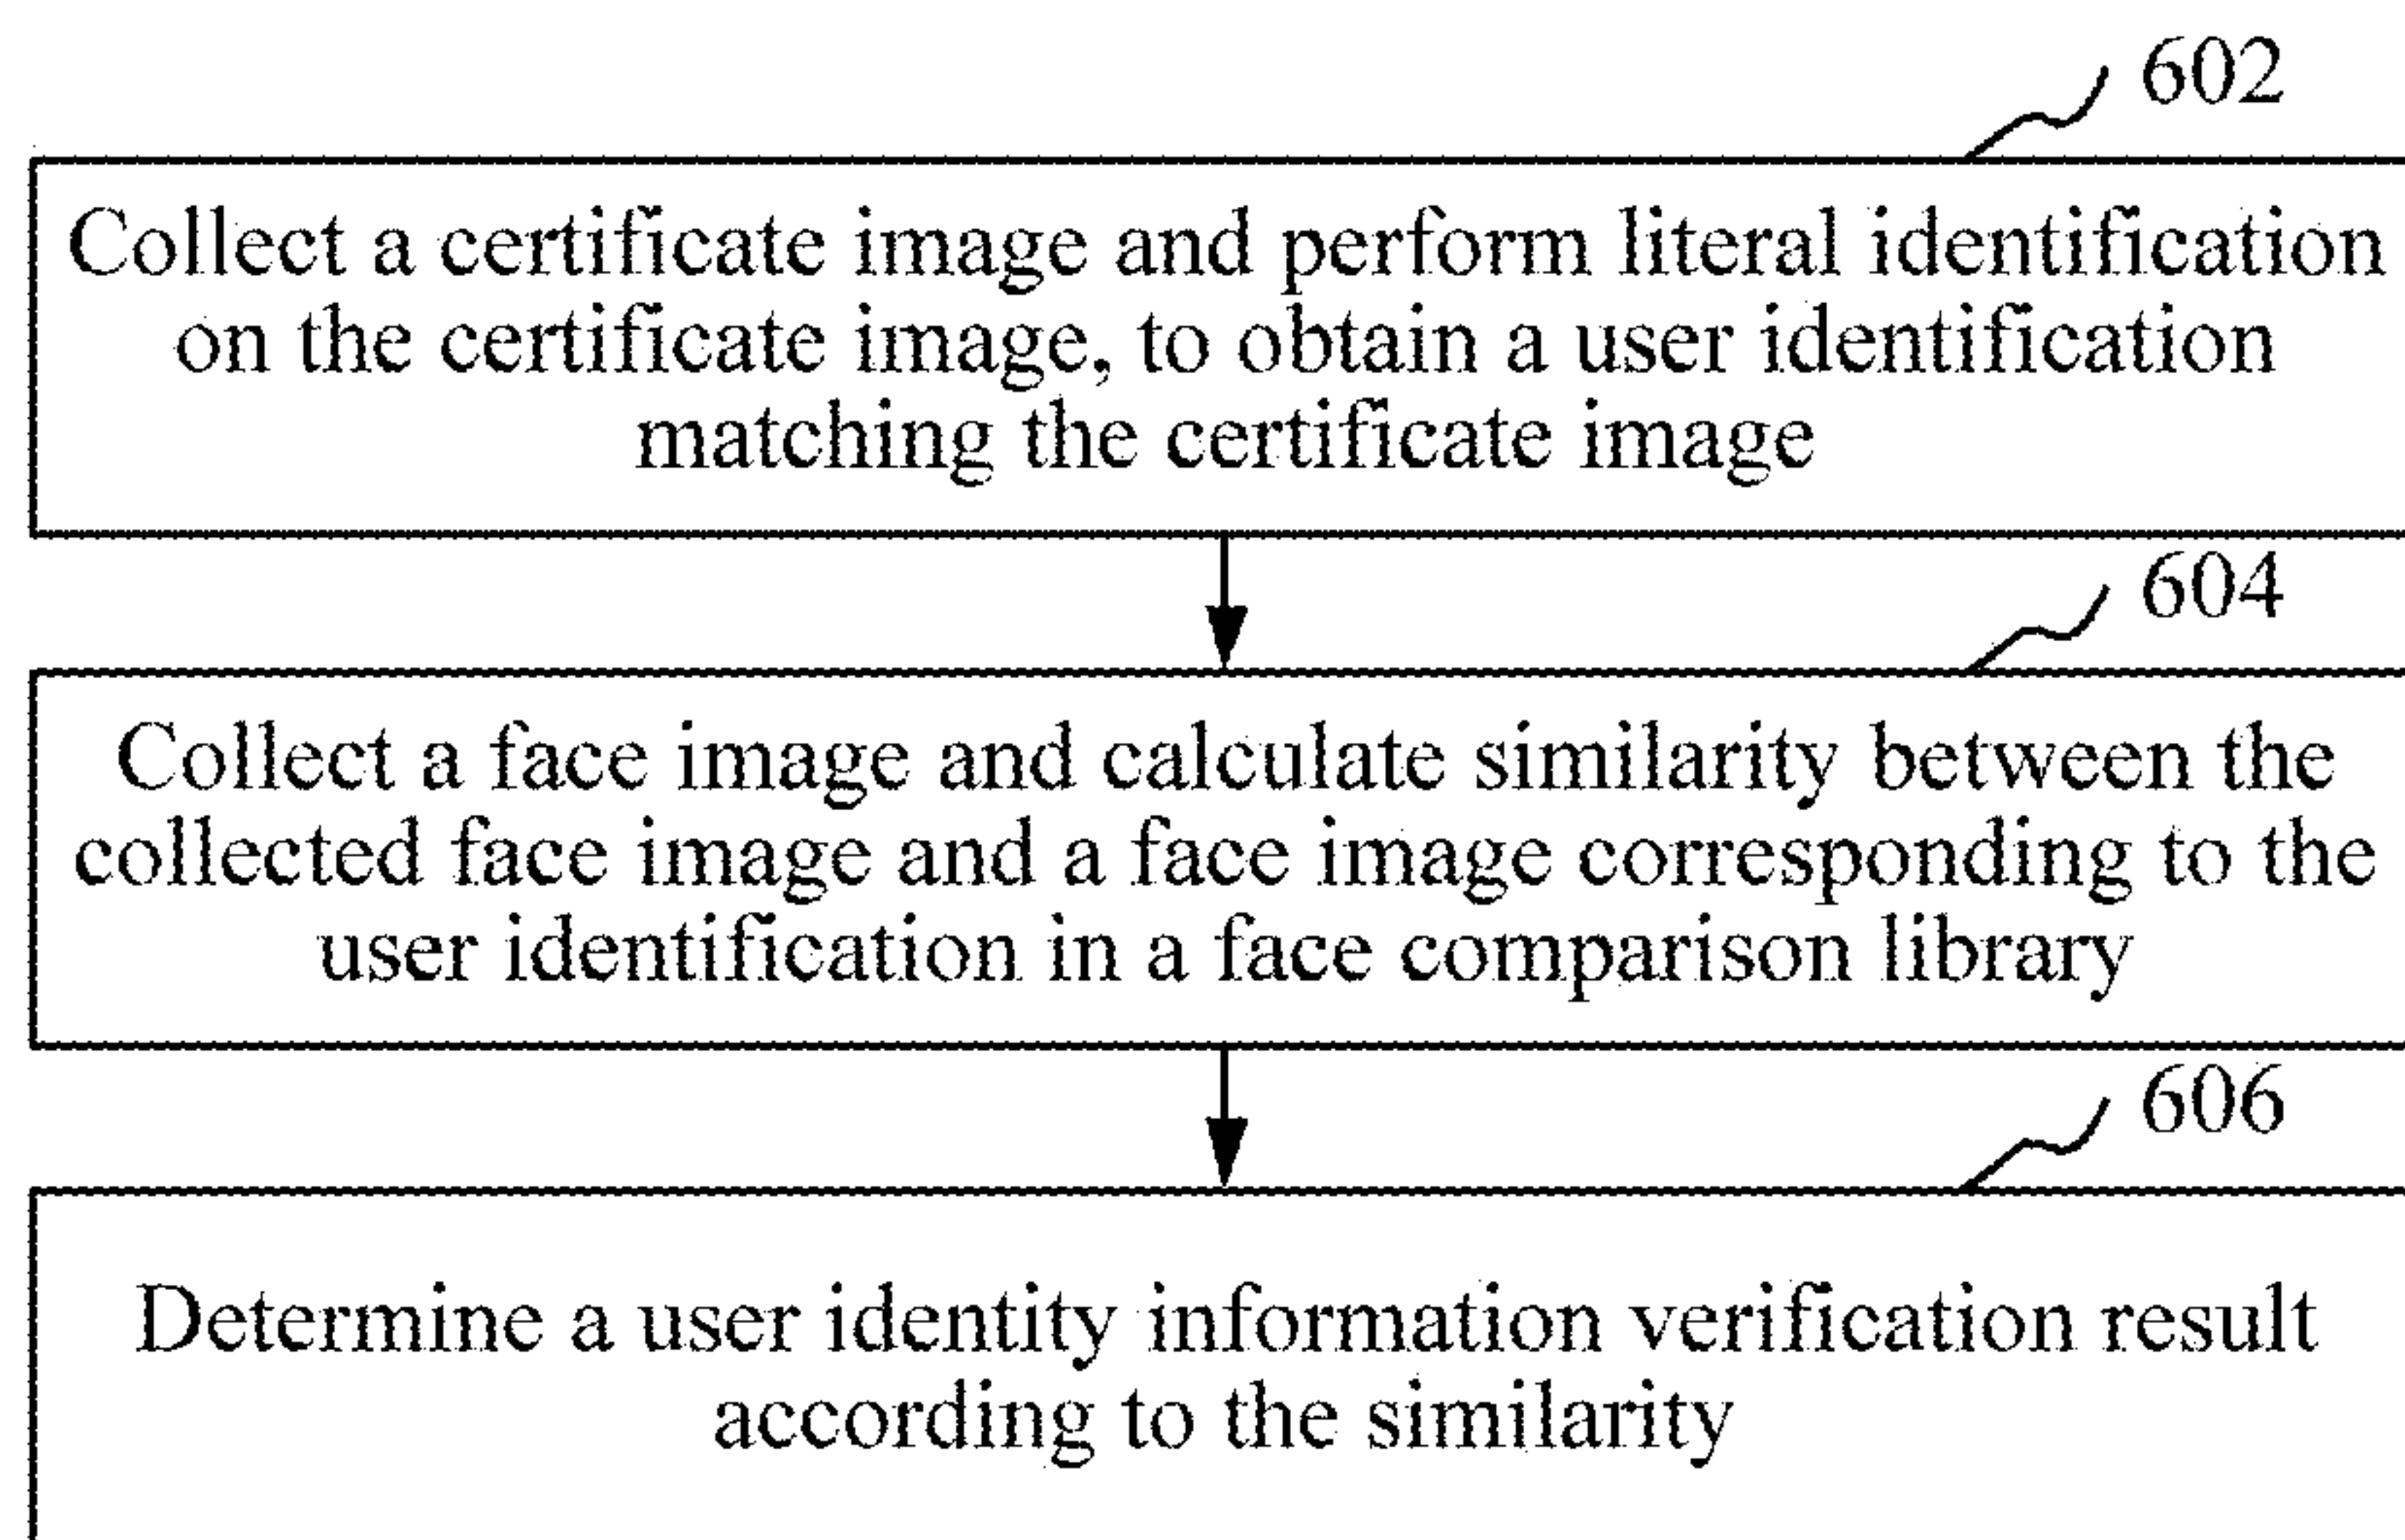 602
Collect a certificate image and perform literal identification
on the certificate image, to obtain a user identification
matching the certificate image
604
Collect a face image and calculate similarity between the
collected face image and a face image corresponding to the
user identification in a face comparison library
606
Determine a user identity information verification result
according to the similarity